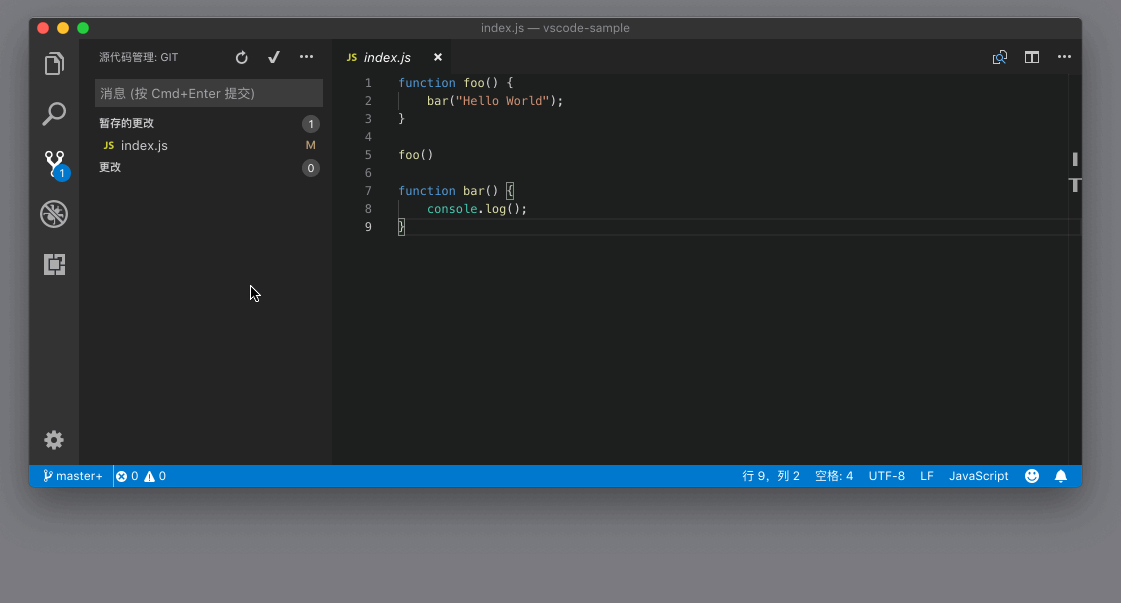 index.js — vscode-sample
源代码管理: GIT
消息 (按 Cmd+Enter 提交)
暂存的更改 1
JS index.js M
更改 0
1
JS index.js
1 function foo() {
2 bar("Hello World");
3 }
4
5 foo()
6
7 function bar() {
8 console.log();
9 }
master+ 0 0 行 9，列 2 空格: 4 UTF-8 LF JavaScript